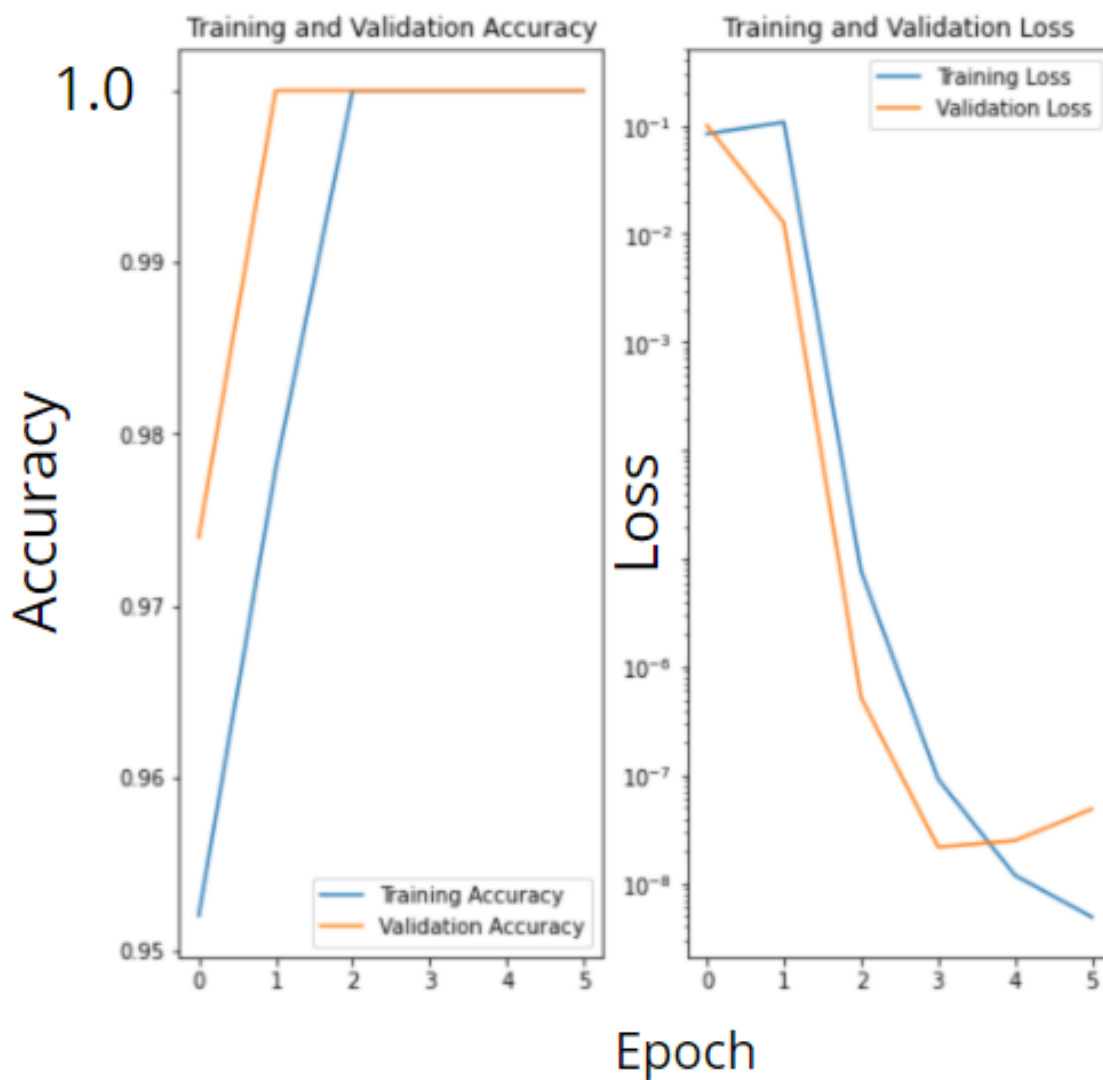 Training and Validation Accuracy
1.0
0.99
0.98
0.97
0.96
0.95
Accuracy
Training Accuracy
Validation Accuracy
0 1 2 3 4 5
Training and Validation Loss
Training Loss
Validation Loss
10⁻¹
10⁻²
10⁻³
10⁻⁶
10⁻⁷
10⁻⁸
Loss
0 1 2 3 4 5
Epoch